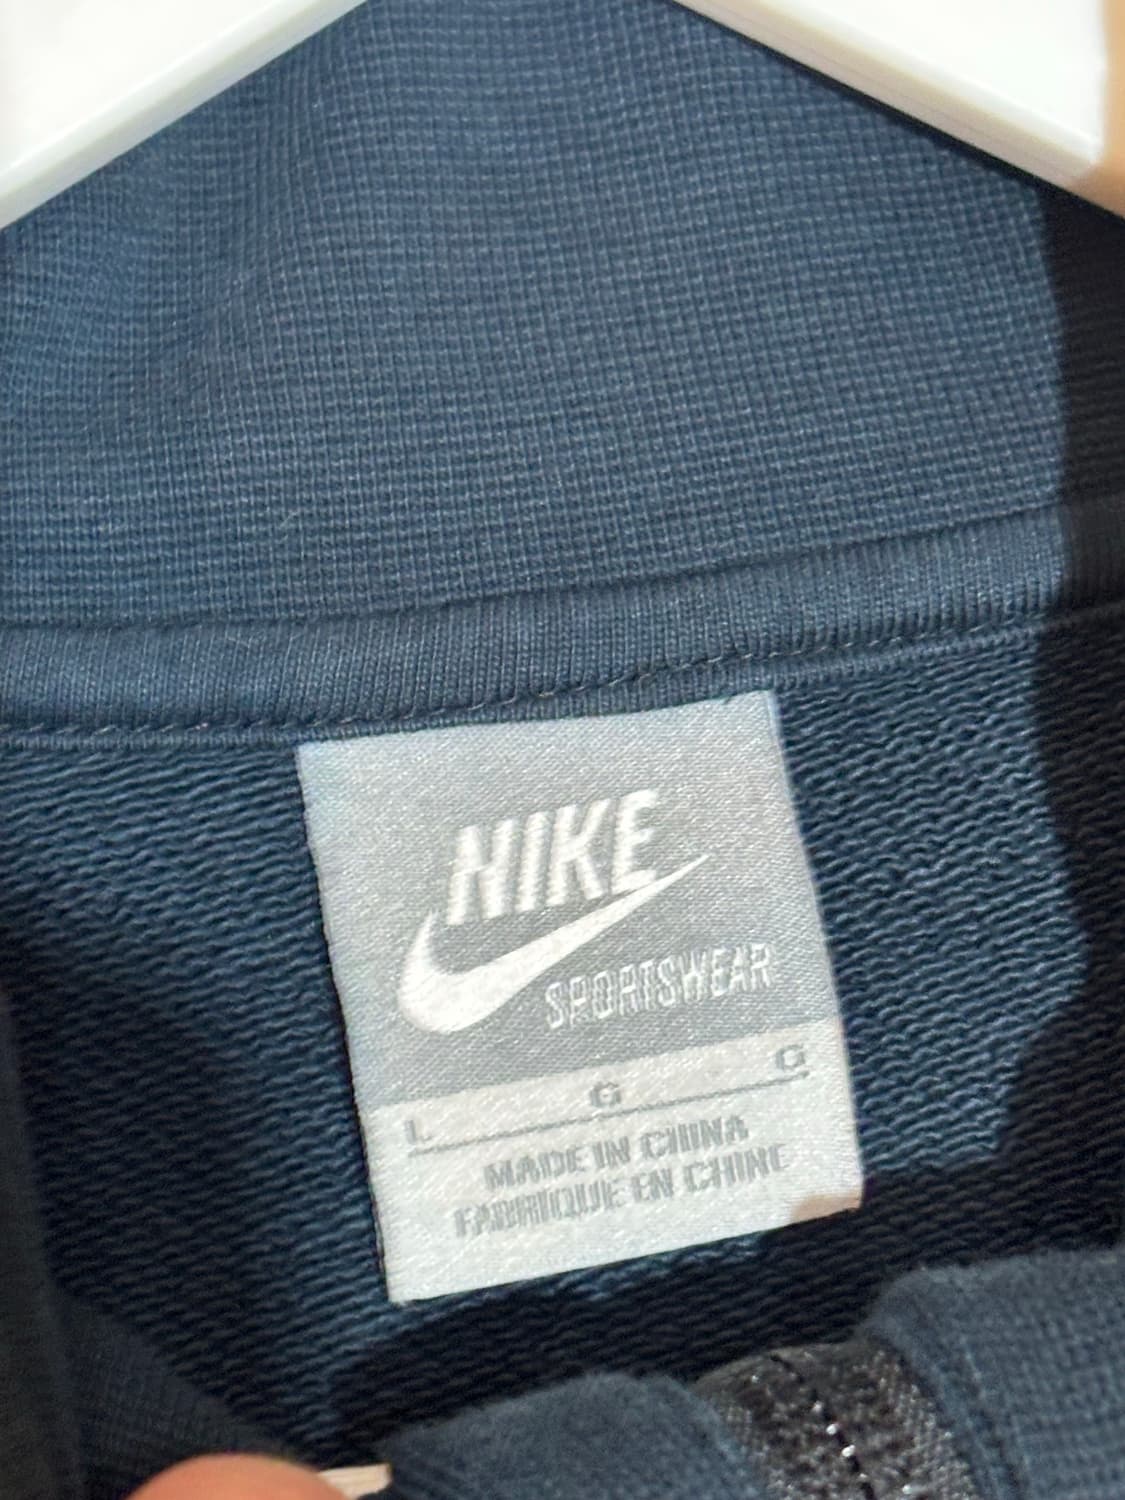 NIKE
SPORTSWEAR
L G G
MADE IN CHINA
FABRIQUE EN CHINE